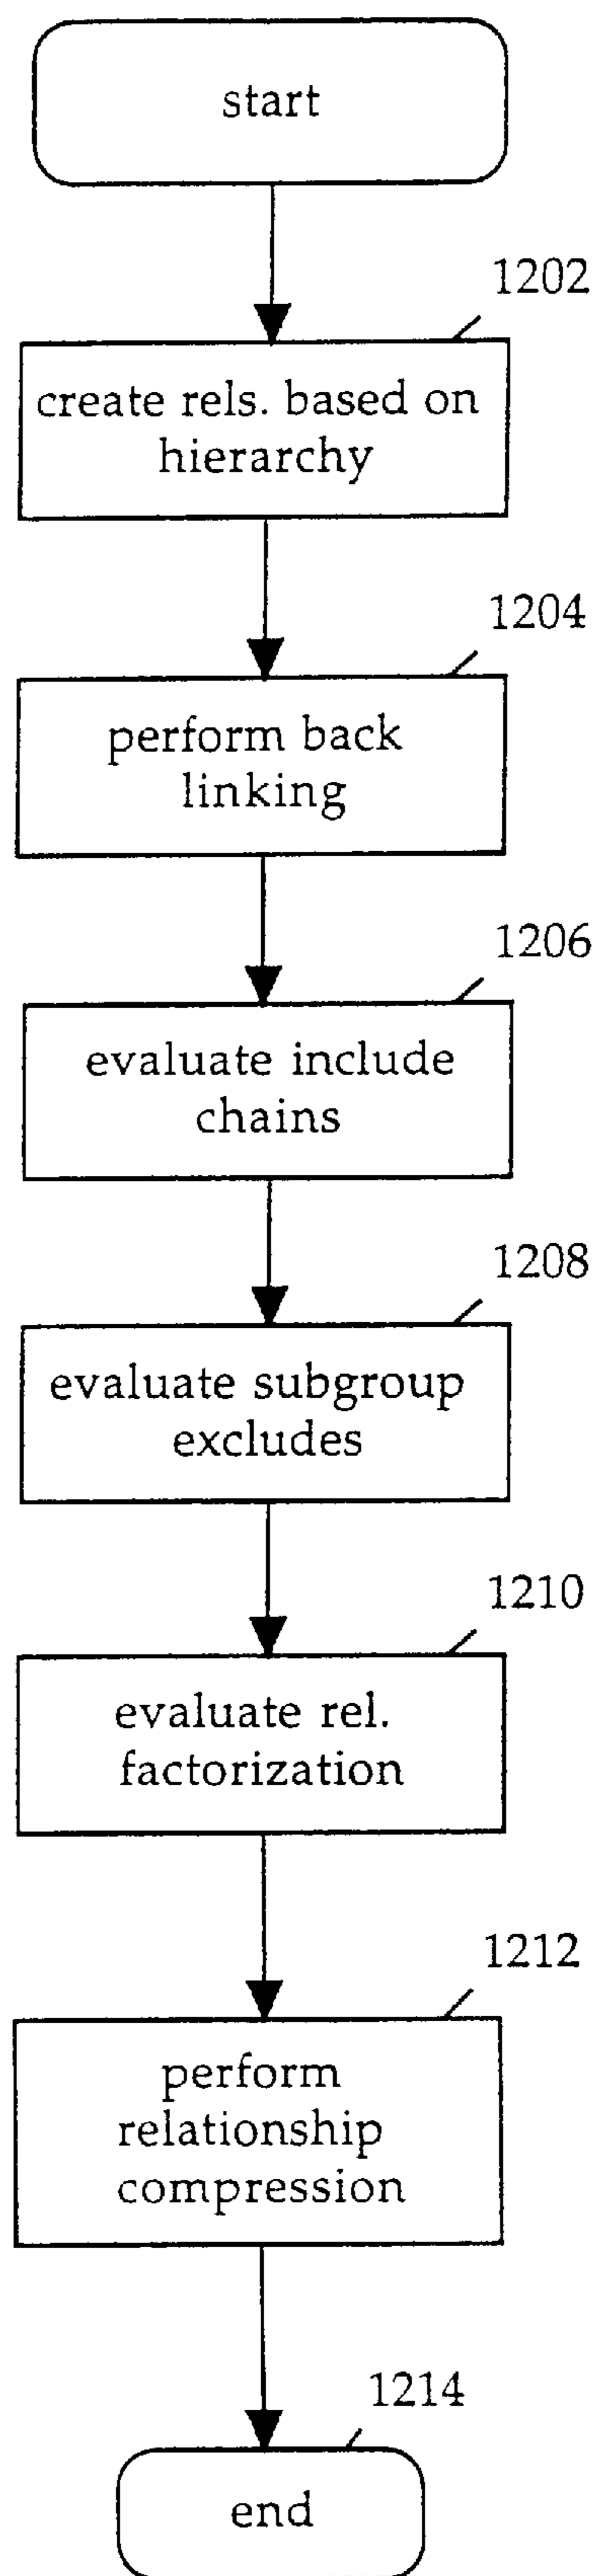 start
1202
create rels. based on
hierarchy
1204
perform back
linking
1206
evaluate include
chains
1208
evaluate subgroup
excludes
1210
evaluate rel.
factorization
1212
perform
relationship
compression
1214
end